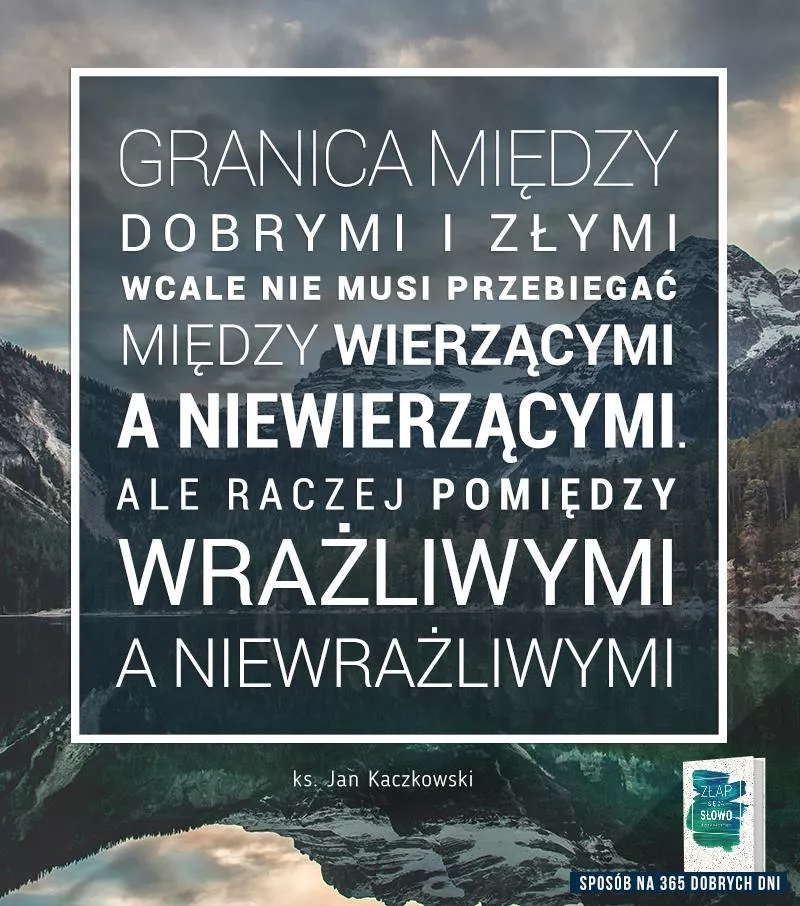 GRANICA MIĘDZY
DOBRYMI I ZŁYMI
WCALE NIE MUSI PRZEBIEGAĆ
MIĘDZY WIERZĄCYMI
A NIEWIERZĄCYMI.
ALE RACZEJ POMIĘDZY
WRAŻLIWYMI
A NIEWRAŻLIWYMI
ks. Jan Kaczkowski
ZŁAP
SŁOWO
SPOSÓB NA 365 DOBRYCH DNI